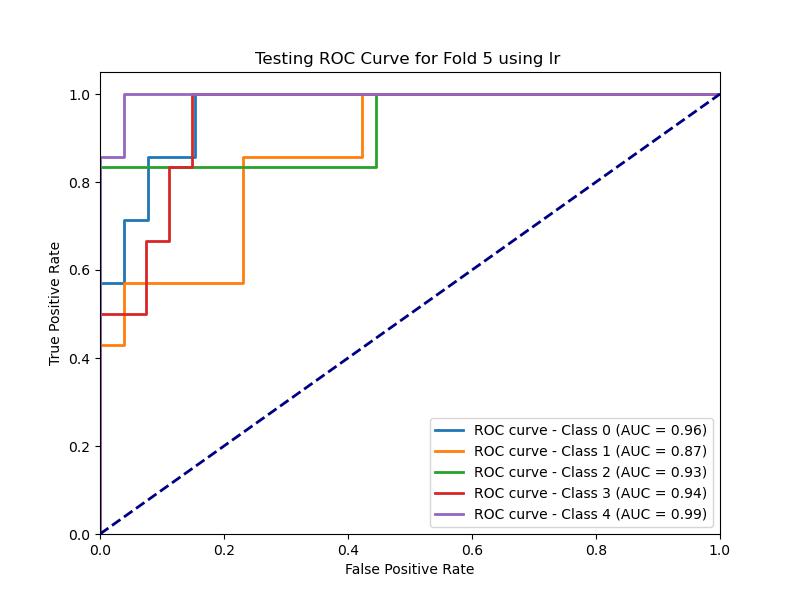 Testing ROC Curve for Fold 5 using lr
True Positive Rate
1.0
0.8
0.6
0.4
0.2
0.0
ROC curve - Class 0 (AUC = 0.96)
ROC curve - Class 1 (AUC = 0.87)
ROC curve - Class 2 (AUC = 0.93)
ROC curve - Class 3 (AUC = 0.94)
ROC curve - Class 4 (AUC = 0.99)
0.0 0.2 0.4 0.6 0.8 1.0
False Positive Rate